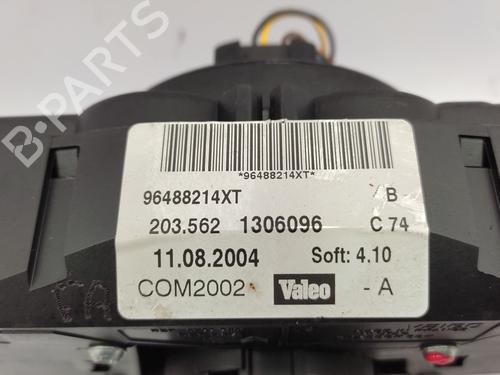 B-PARTS
*96488214XT*
96488214XT - B -
203.562 1306096 C 74
11.08.2004 Soft: 4.10
COM2002 Valeo - A